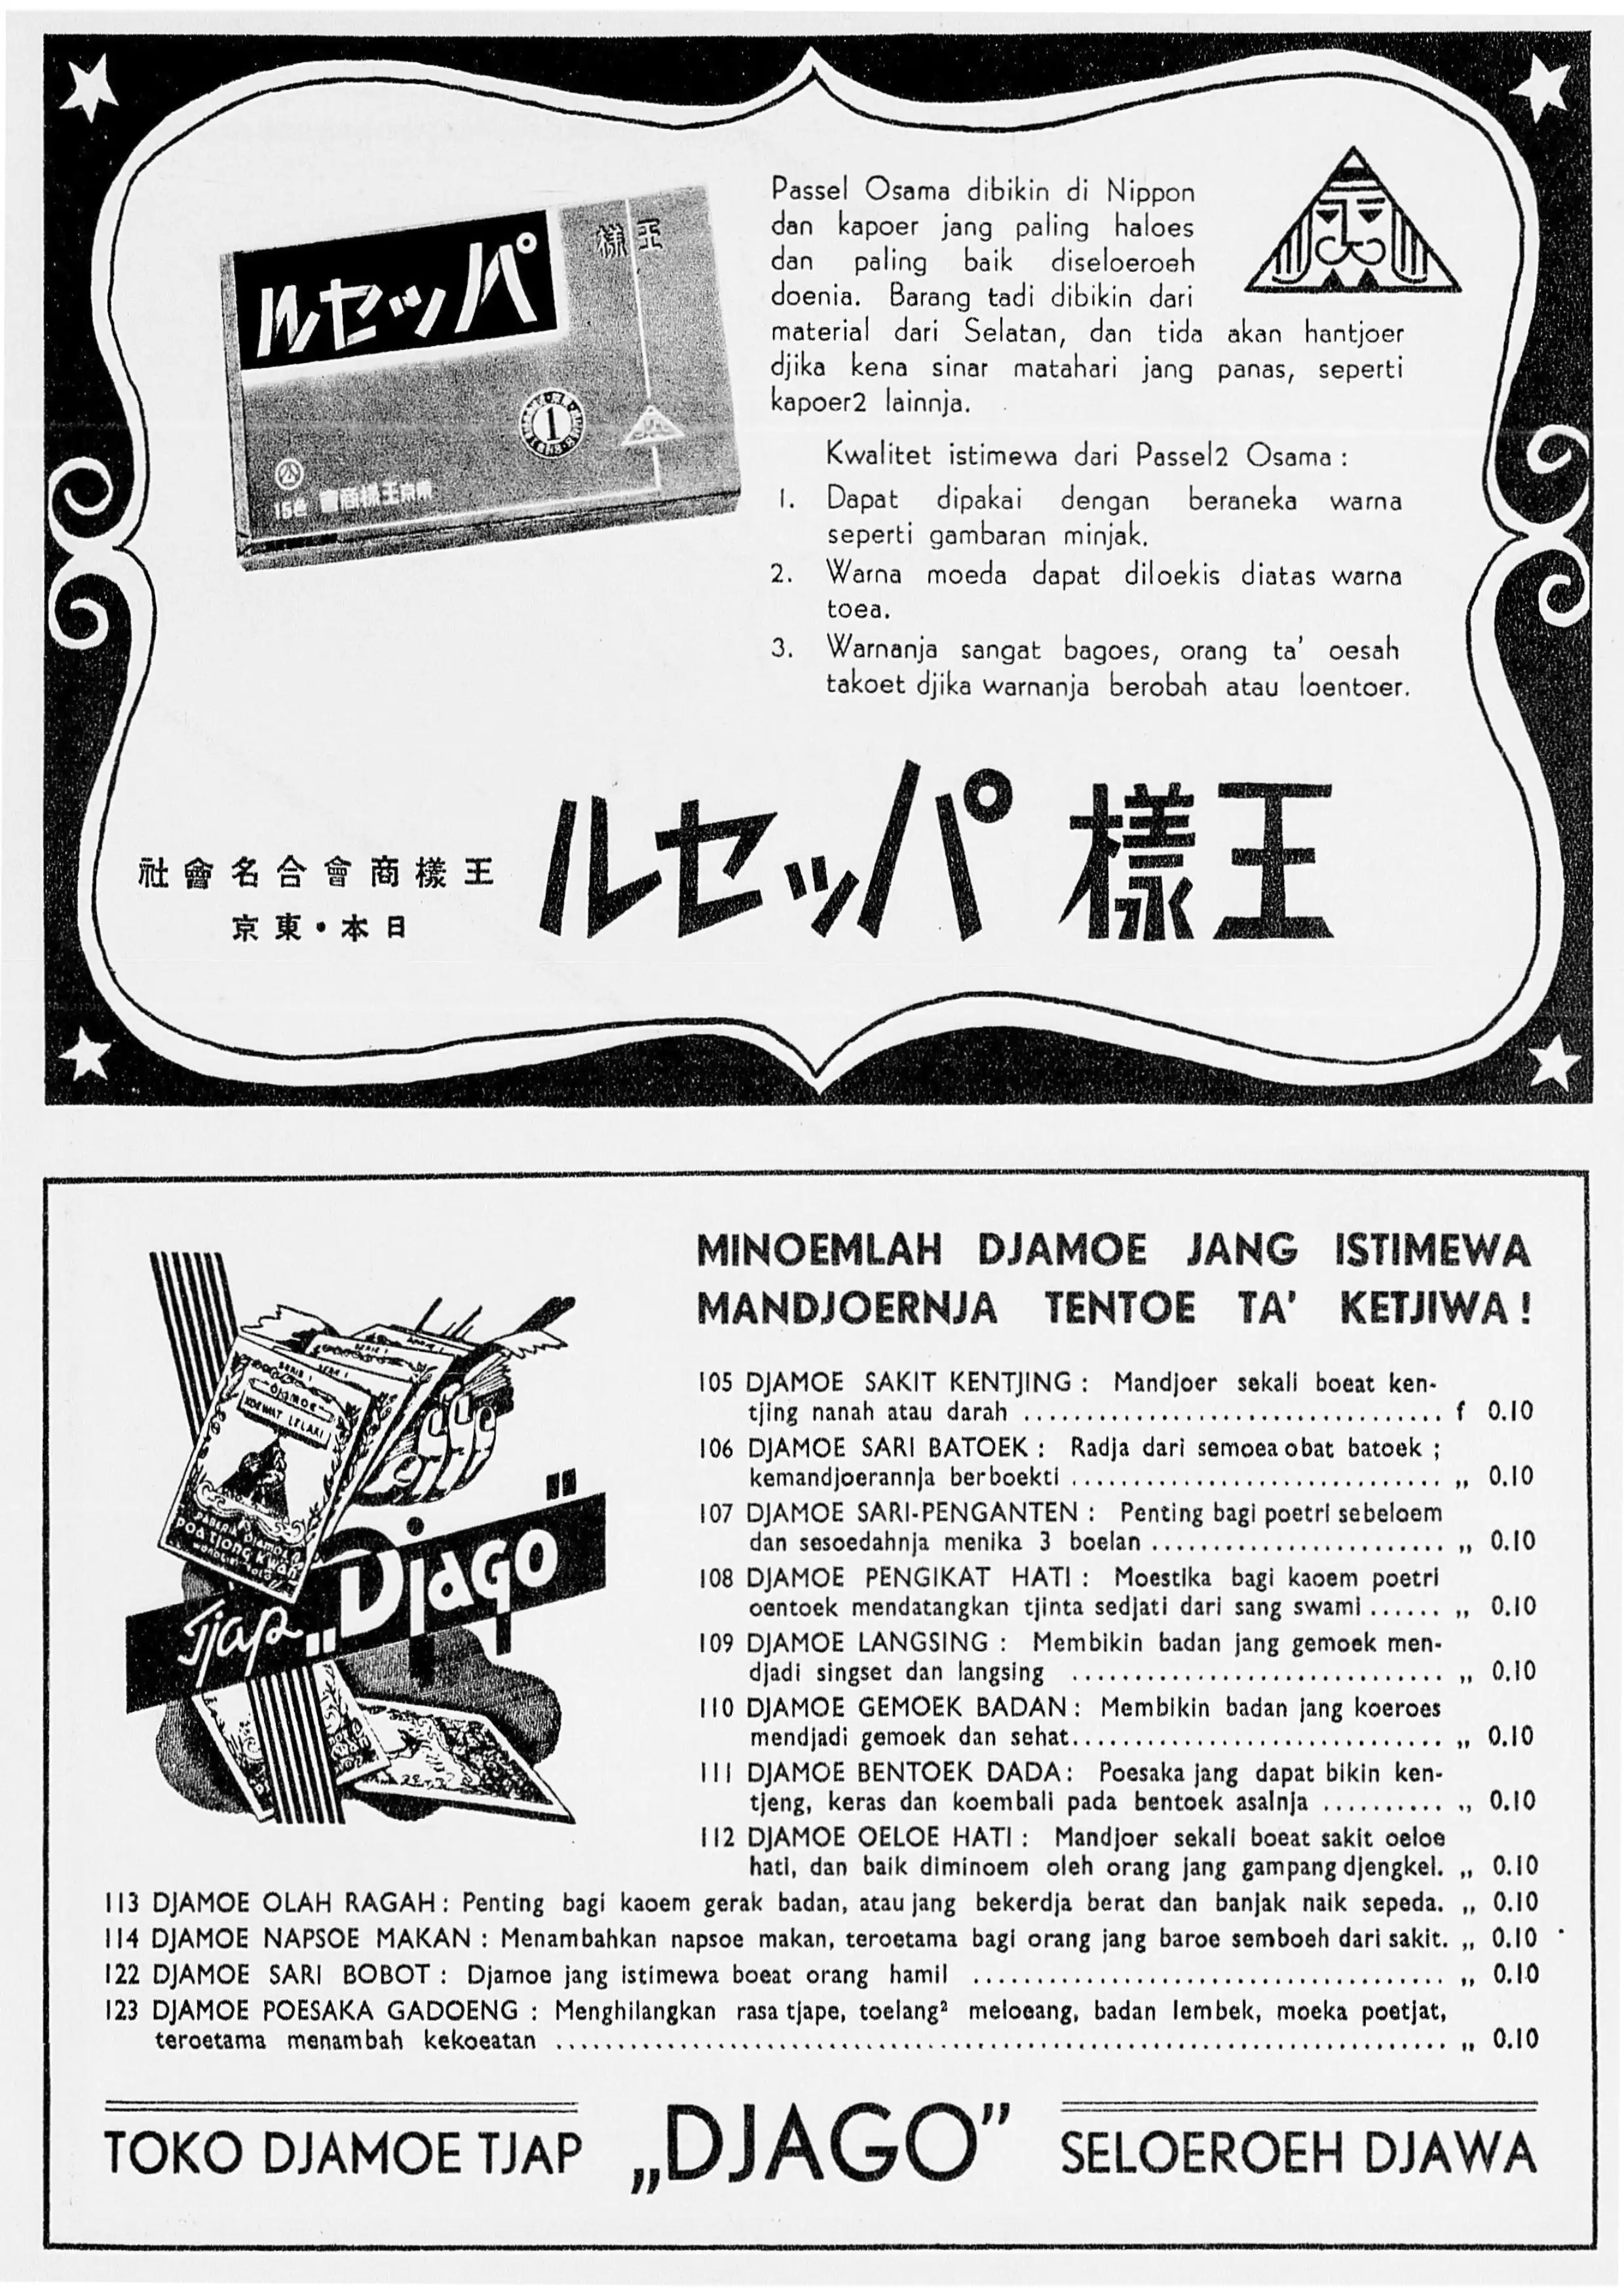 ルセッパ
様王
1
公
15¢ 會商様王京東
Passel Osama dibikin di Nippon
dan kapoer jang paling haloes
dan paling baik diseloeroeh
doenia. Barang tadi dibikin dari
material dari Selatan, dan tida akan hantjoer
djika kena sinar matahari jang panas, seperti
kapoer2 lainnja.
Kwalitet istimewa dari Passel2 Osama :
1. Dapat dipakai dengan beraneka warna
seperti gambaran minjak.
2. Warna moeda dapat diloekis diatas warna
toea.
3. Warnanja sangat bagoes, orang ta' oesah
takoet djika warnanja berobah atau loentoer.
ルセッパ 樣王
社會名合會商樣王
京東・本日
MINOEMLAH DJAMOE JANG ISTIMEWA
MANDJOERNJA TENTOE TA' KETJIWA !
SERIE I
DJAMOE
KOEWAT LELAKI
PABRIK DJAMOE
POA TJONG KWAN
WONOGIRI SOLO
Tjap „Djago"
105 DJAMOE SAKIT KENTJING : Mandjoer sekali boeat ken-
tjing nanah atau darah .................................. f 0.10
106 DJAMOE SARI BATOEK : Radja dari semoea obat batoek ;
kemandjoerannja berboekti .............................. „ 0.10
107 DJAMOE SARI-PENGANTEN : Penting bagi poetri sebeloem
dan sesoedahnja menika 3 boelan ........................ „ 0.10
108 DJAMOE PENGIKAT HATI : Moestika bagi kaoem poetri
oentoek mendatangkan tjinta sedjati dari sang swami ...... „ 0.10
109 DJAMOE LANGSING : Membikin badan jang gemoek men-
djadi singset dan langsing .............................. „ 0.10
110 DJAMOE GEMOEK BADAN : Membikin badan jang koeroes
mendjadi gemoek dan sehat.............................. „ 0.10
111 DJAMOE BENTOEK DADA : Poesaka jang dapat bikin ken-
tjeng, keras dan koembali pada bentoek asalnja .......... „ 0.10
112 DJAMOE OELOE HATI : Mandjoer sekali boeat sakit oeloe
hati, dan baik diminoem oleh orang jang gampang djengkel. „ 0.10
113 DJAMOE OLAH RAGAH : Penting bagi kaoem gerak badan, atau jang bekerdja berat dan banjak naik sepeda. „ 0.10
114 DJAMOE NAPSOE MAKAN : Menambahkan napsoe makan, teroetama bagi orang jang baroe semboeh dari sakit. „ 0.10
122 DJAMOE SARI BOBOT : Djamoe jang istimewa boeat orang hamil ...................................... „ 0.10
123 DJAMOE POESAKA GADOENG : Menghilangkan rasa tjape, toelang² meloeang, badan lembek, moeka poetjat,
teroetama menambah kekoeatan ........................................................................ „ 0.10
TOKO DJAMOE TJAP „DJAGO” SELOEROEH DJAWA